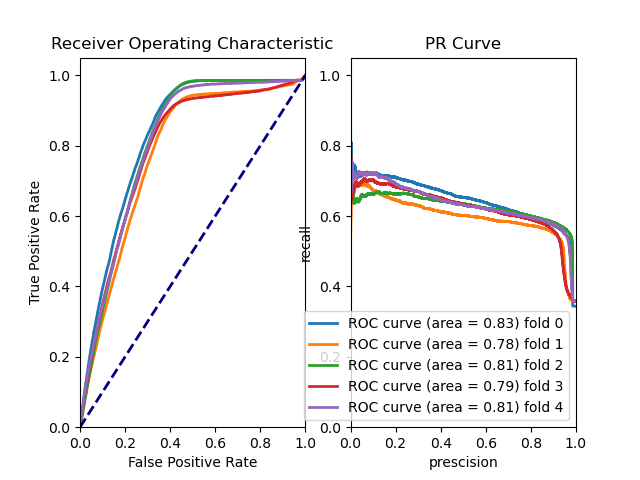 Receiver Operating Characteristic
1.0
0.8
0.6
0.4
0.2
0.0
True Positive Rate
0.0 0.2 0.4 0.6 0.8 1.0
False Positive Rate
PR Curve
1.0
0.8
0.6
0.4
0.2
0.0
recall
ROC curve (area = 0.83) fold 0
ROC curve (area = 0.78) fold 1
ROC curve (area = 0.81) fold 2
ROC curve (area = 0.79) fold 3
ROC curve (area = 0.81) fold 4
0.0 0.2 0.4 0.6 0.8 1.0
prescision